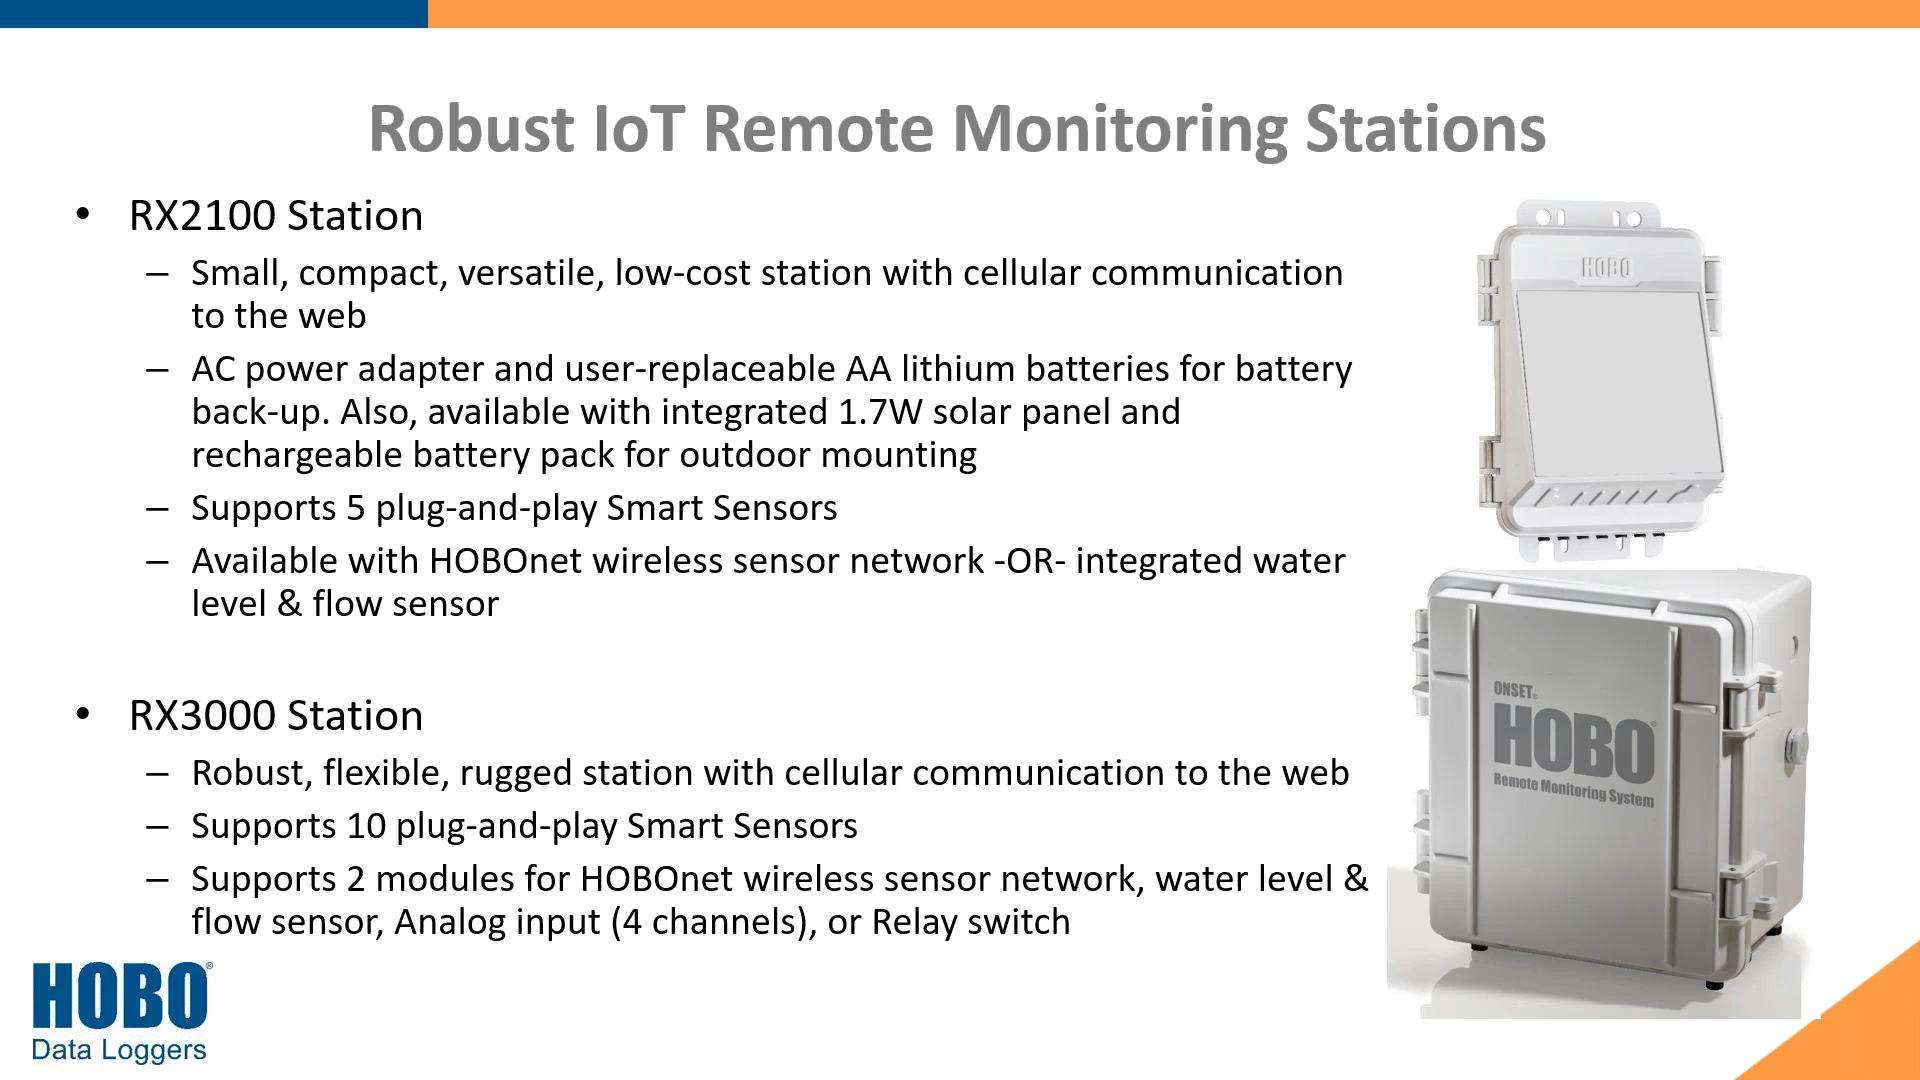 Robust IoT Remote Monitoring Stations
• RX2100 Station
– Small, compact, versatile, low-cost station with cellular communication
to the web
– AC power adapter and user-replaceable AA lithium batteries for battery
back-up. Also, available with integrated 1.7W solar panel and
rechargeable battery pack for outdoor mounting
– Supports 5 plug-and-play Smart Sensors
– Available with HOBOnet wireless sensor network -OR- integrated water
level & flow sensor
• RX3000 Station
– Robust, flexible, rugged station with cellular communication to the web
– Supports 10 plug-and-play Smart Sensors
– Supports 2 modules for HOBOnet wireless sensor network, water level &
flow sensor, Analog input (4 channels), or Relay switch
HOBO
ONSET®
HOBO®
Remote Monitoring System
HOBO®
Data Loggers